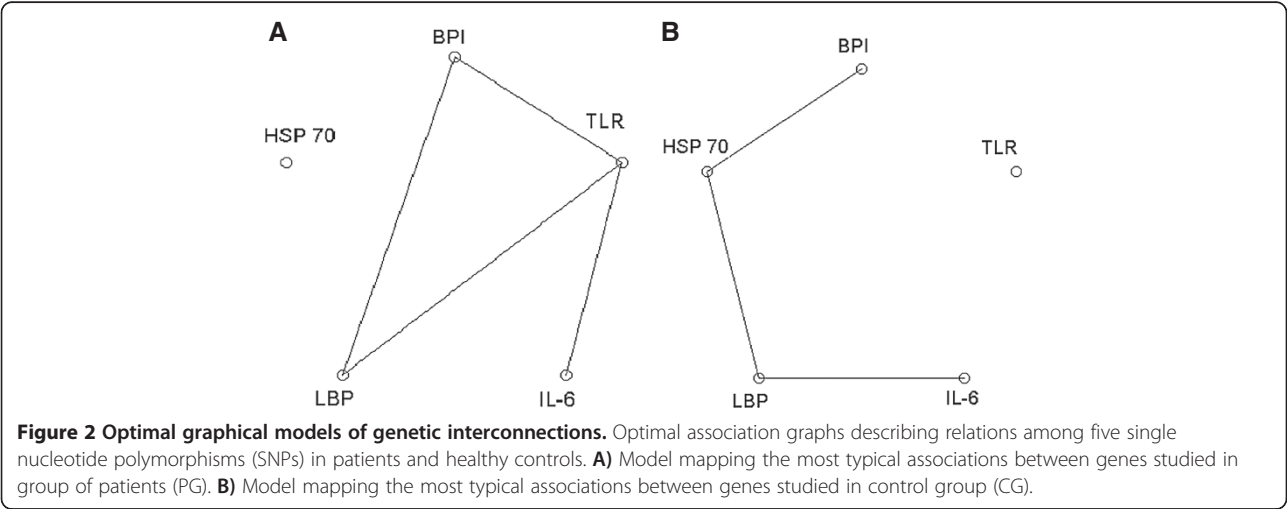 A
BPI
TLR
HSP 70
LBP
IL-6
B
BPI
HSP 70
TLR
LBP
IL-6
Figure 2 Optimal graphical models of genetic interconnections. Optimal association graphs describing relations among five single
nucleotide polymorphisms (SNPs) in patients and healthy controls. A) Model mapping the most typical associations between genes studied in
group of patients (PG). B) Model mapping the most typical associations between genes studied in control group (CG).